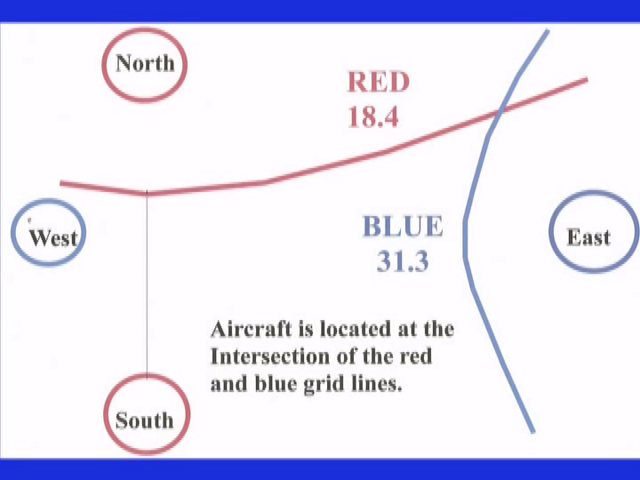 North
RED
18.4
West
BLUE
31.3
East
Aircraft is located at the
Intersection of the red
and blue grid lines.
South